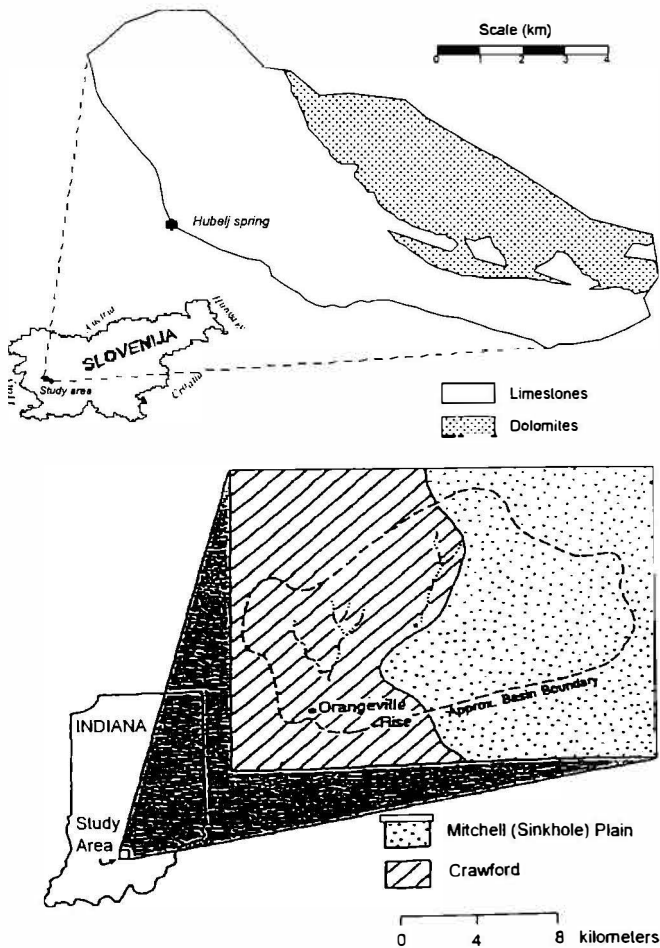 Scale (km)
0 1 2 3 4
Hubelj spring
SLOVENIJA
Study area
Limestones
Dolomites
Orangeville
Rise
Approx. Basin Boundary
INDIANA
Study
Area
Mitchell (Sinkhole) Plain
Crawford
0 4 8 kilometers